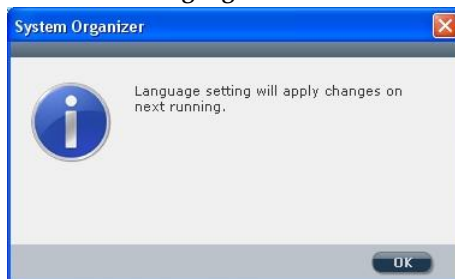 System Organizer
Language setting will apply changes on
next running.
OK